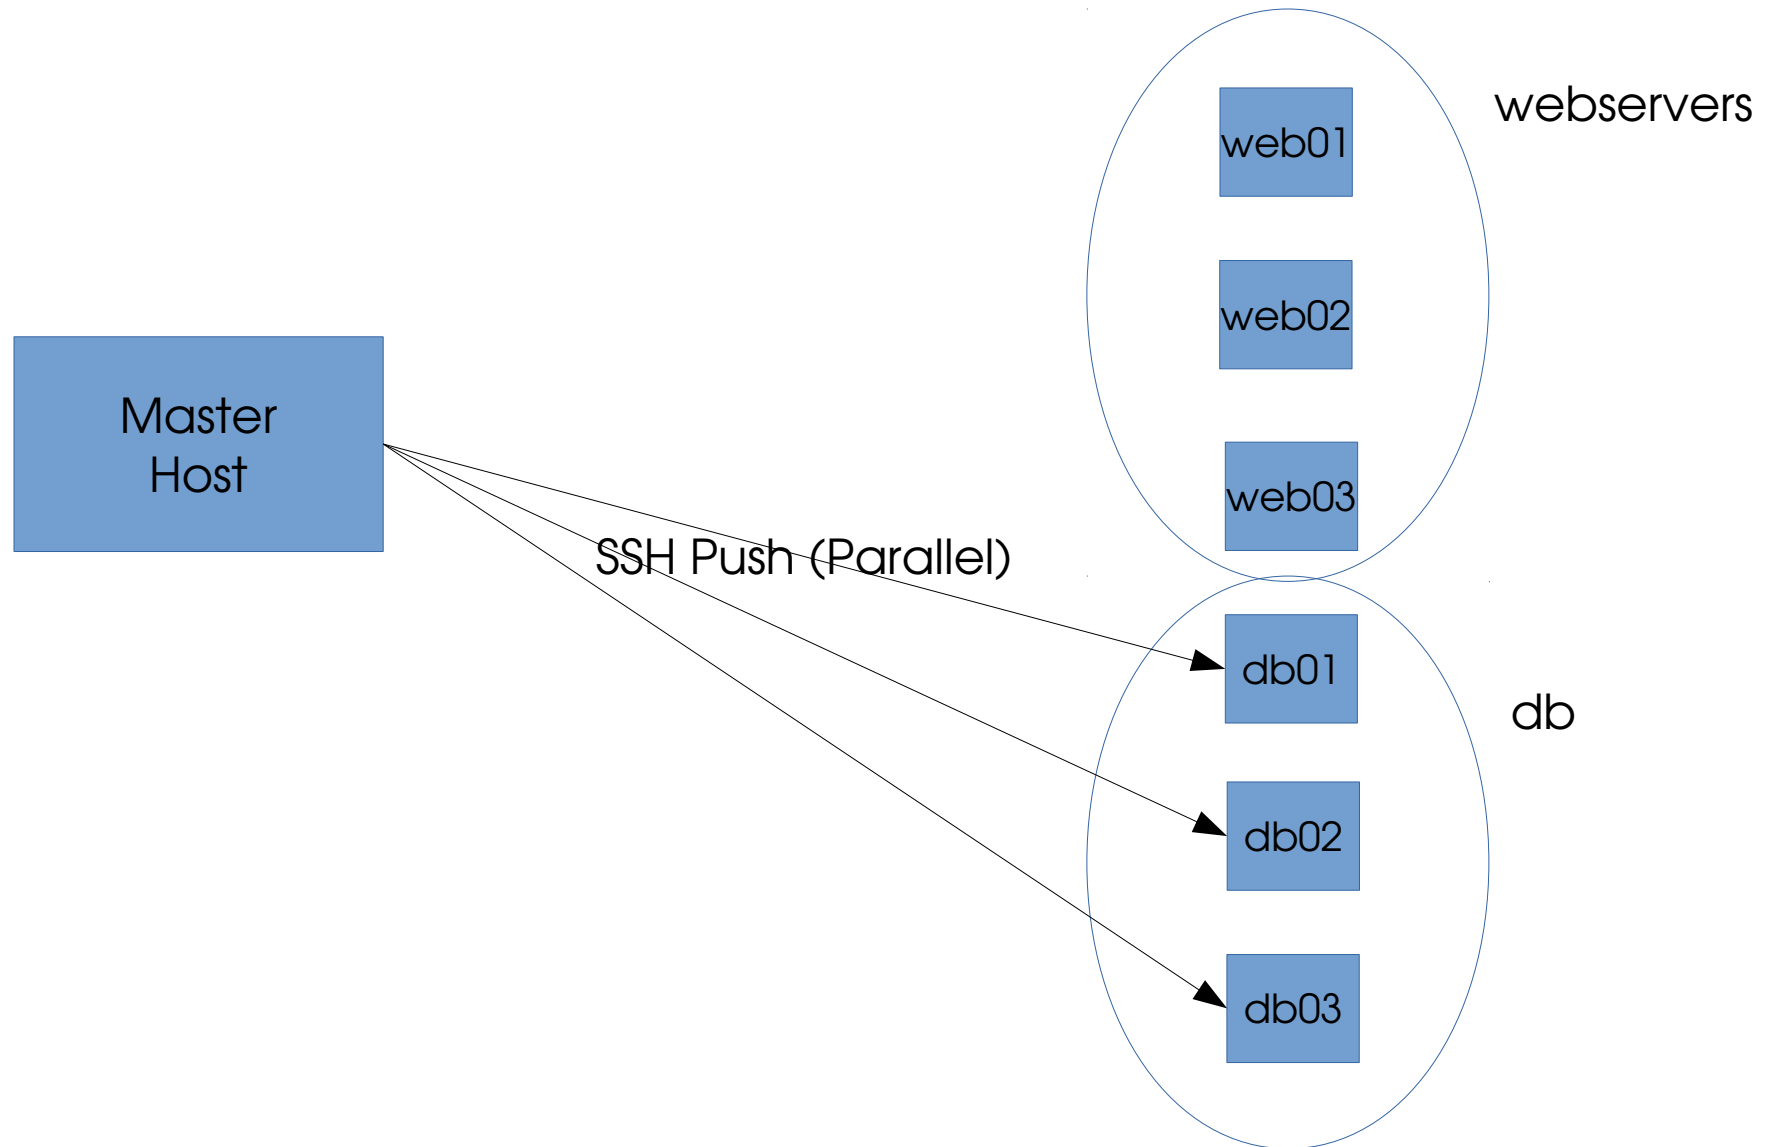 webservers
web01
web02
web03
Master
Host
SSH Push (Parallel)
db01
db
db02
db03